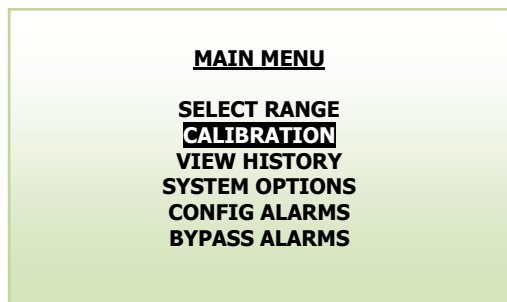 MAIN MENU
SELECT RANGE
CALIBRATION
VIEW HISTORY
SYSTEM OPTIONS
CONFIG ALARMS
BYPASS ALARMS